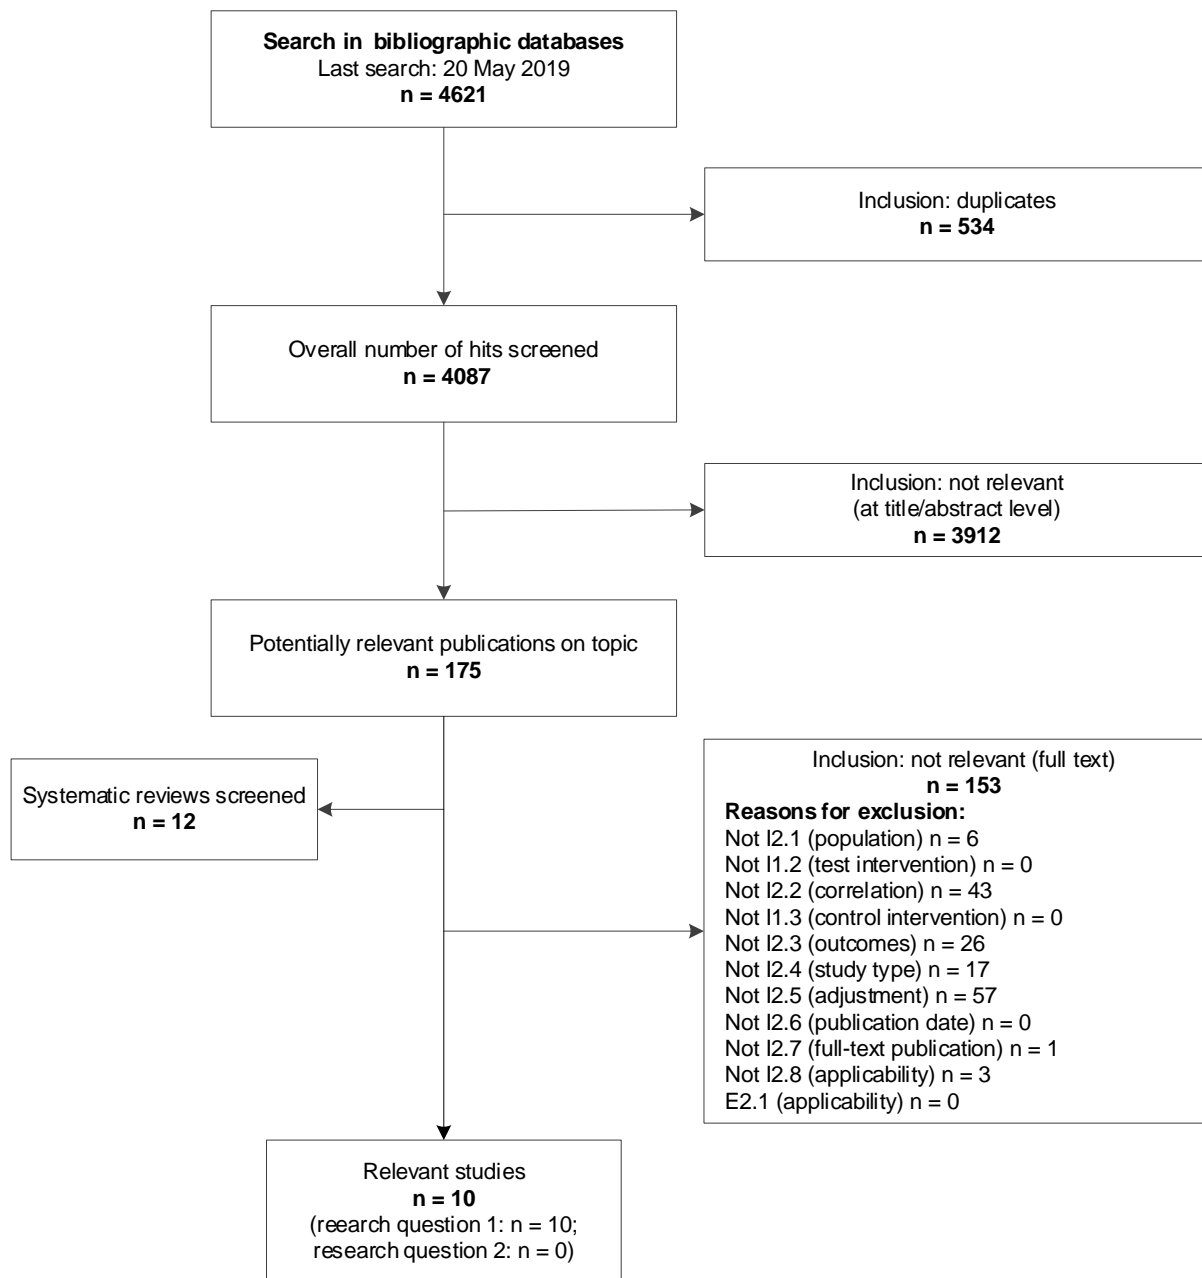 Search in bibliographic databases
Last search: 20 May 2019
n = 4621
Inclusion: duplicates
n = 534
Overall number of hits screened
n = 4087
Inclusion: not relevant
(at title/abstract level)
n = 3912
Potentially relevant publications on topic
n = 175
Systematic reviews screened
n = 12
Inclusion: not relevant (full text)
n = 153
Reasons for exclusion:
Not I2.1 (population) n = 6
Not I1.2 (test intervention) n = 0
Not I2.2 (correlation) n = 43
Not I1.3 (control intervention) n = 0
Not I2.3 (outcomes) n = 26
Not I2.4 (study type) n = 17
Not I2.5 (adjustment) n = 57
Not I2.6 (publication date) n = 0
Not I2.7 (full-text publication) n = 1
Not I2.8 (applicability) n = 3
E2.1 (applicability) n = 0
Relevant studies
n = 10
(reearch question 1: n = 10;
research question 2: n = 0)